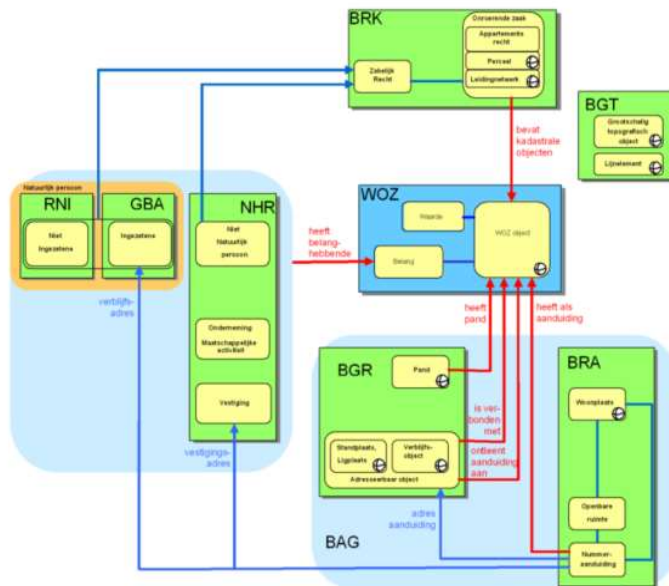 BRK
Onroerende zaak
Appartements
recht
Perceel
Leidingnetwerk
Zakelijk
Recht
BGT
Grootschalig
topografisch
object
Lijnelement
bevat
kadastrale
objecten
Natuurlijk persoon
RNI
GBA
Niet
Ingezetene
Ingezetene
NHR
Niet
Natuurlijk
persoon
Onderneming
Maatschappelijke
activiteit
Vestiging
WOZ
Waarde
Belang
WOZ object
heeft
belang-
hebbende
verblijfs-
adres
vestigings-
adres
heeft
pand
heeft als
aanduiding
BGR
Pand
Standplaats,
Ligplaats
Verblijfs-
object
Adresseerbaar object
is ver-
bonden
met
ontleent
aanduiding
aan
adres
aanduiding
BAG
BRA
Woonplaats
Openbare
ruimte
Nummer-
aanduiding